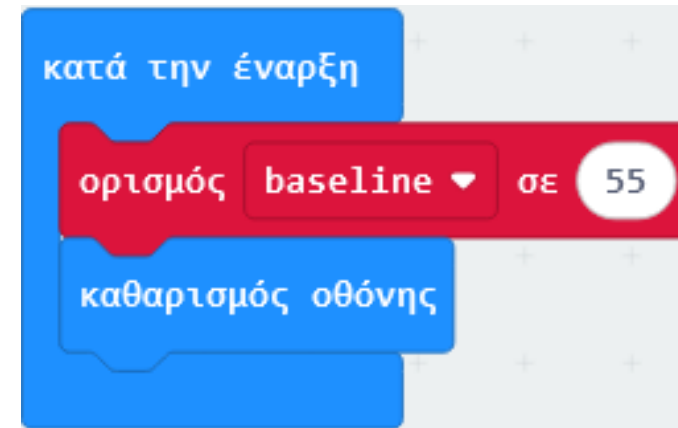 κατά την έναρξη
ορισμός baseline σε 55
καθαρισμός οθόνης